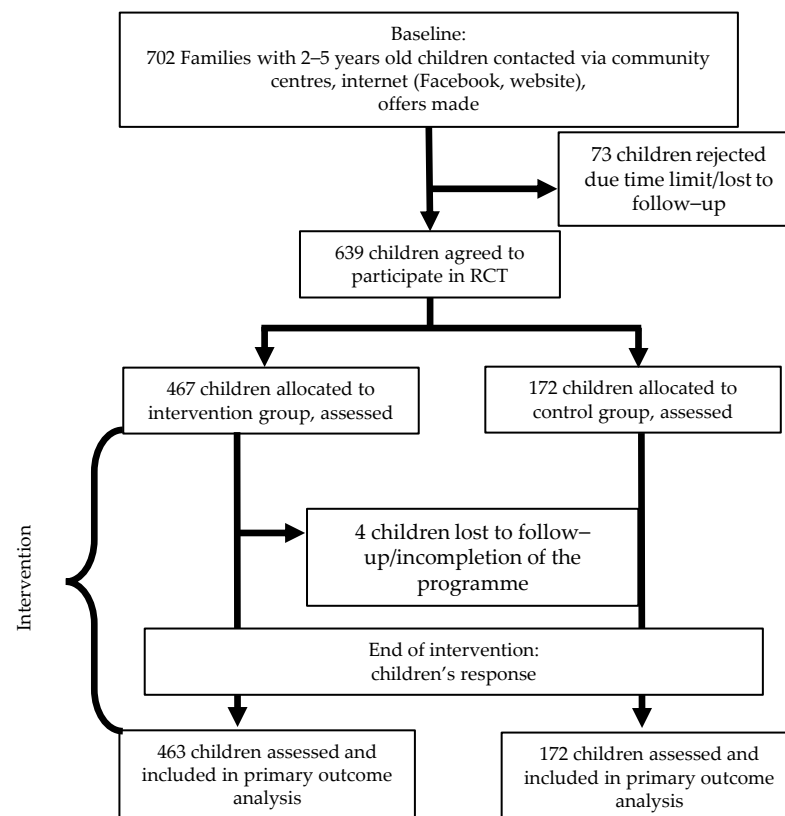 Baseline:
702 Families with 2–5 years old children contacted via community
centres, internet (Facebook, website),
offers made
73 children rejected
due time limit/lost to
follow–up
639 children agreed to
participate in RCT
467 children allocated to
intervention group, assessed
172 children allocated to
control group, assessed
Intervention
4 children lost to follow–
up/incompletion of the
programme
End of intervention:
children’s response
463 children assessed and
included in primary outcome
analysis
172 children assessed and
included in primary outcome
analysis